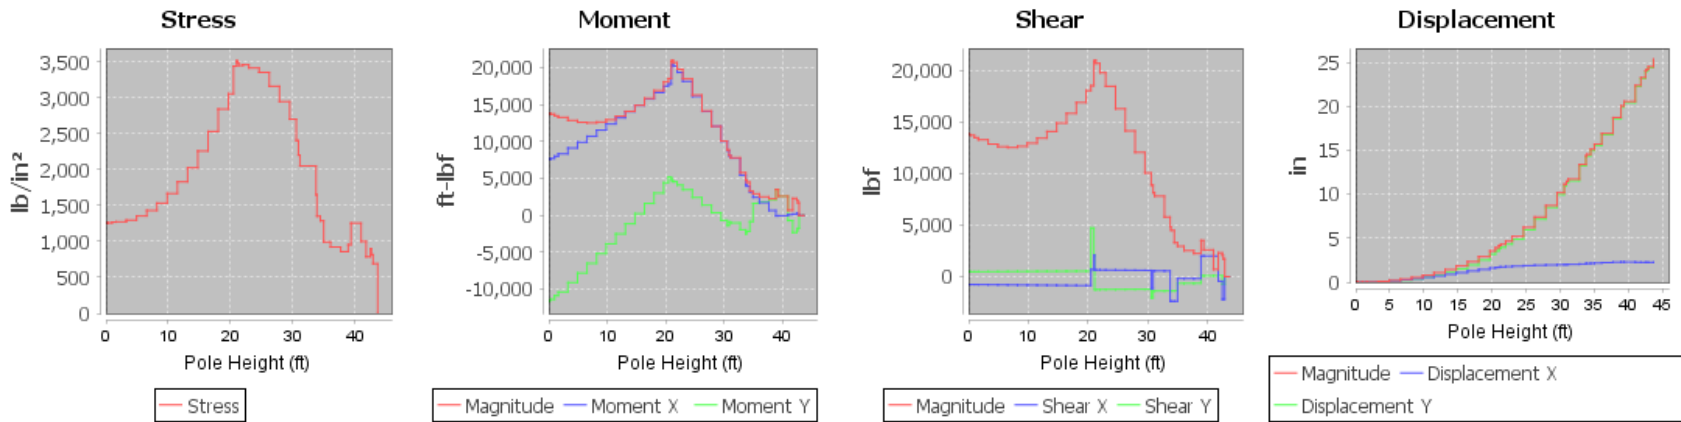 Stress
3,500
3,000
2,500
2,000
1,500
1,000
500
0
lb/in²
0 10 20 30 40
Pole Height (ft)
Stress
Moment
20,000
15,000
10,000
5,000
0
-5,000
-10,000
ft-lbf
0 10 20 30 40
Pole Height (ft)
Magnitude Moment X Moment Y
Shear
20,000
15,000
10,000
5,000
0
lbf
0 10 20 30 40
Pole Height (ft)
Magnitude Shear X Shear Y
Displacement
25
20
15
10
5
0
in
0 5 10 15 20 25 30 35 40 45
Pole Height (ft)
Magnitude Displacement X
Displacement Y